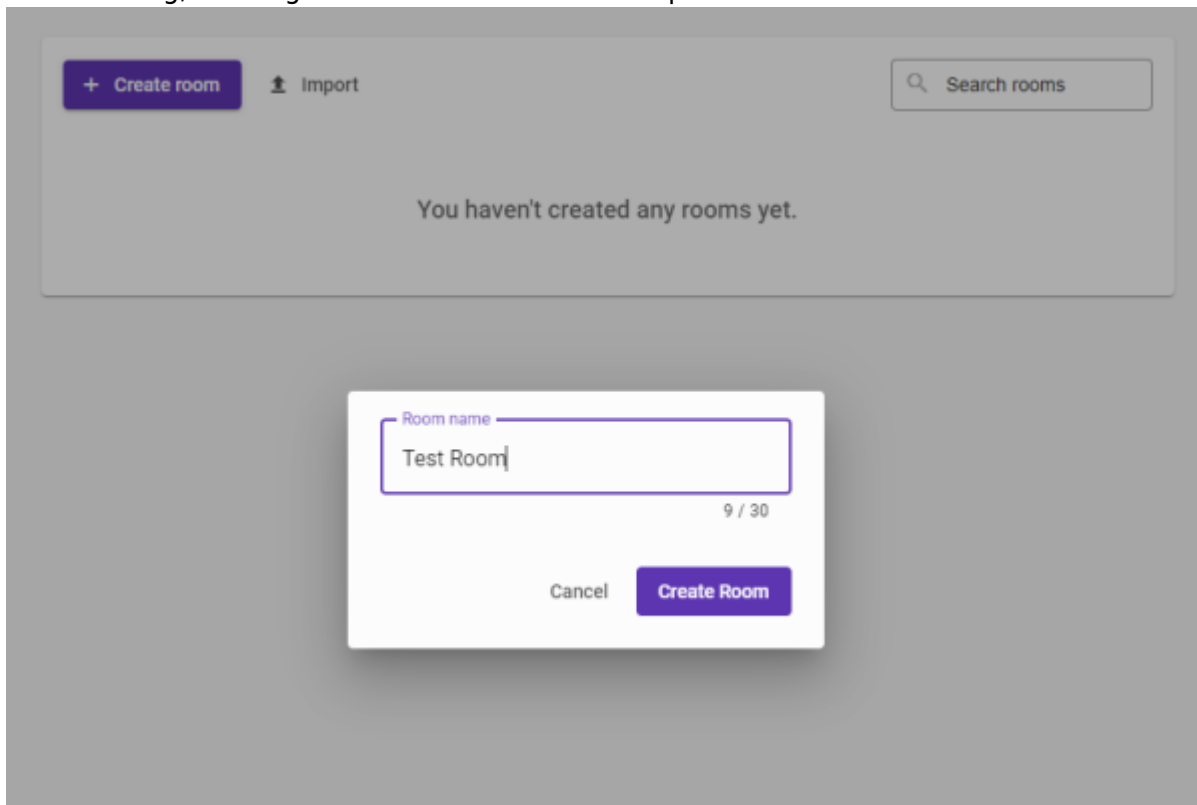 + Create room
Import
Search rooms
You haven't created any rooms yet.
Room name
Test Room
9 / 30
Cancel
Create Room